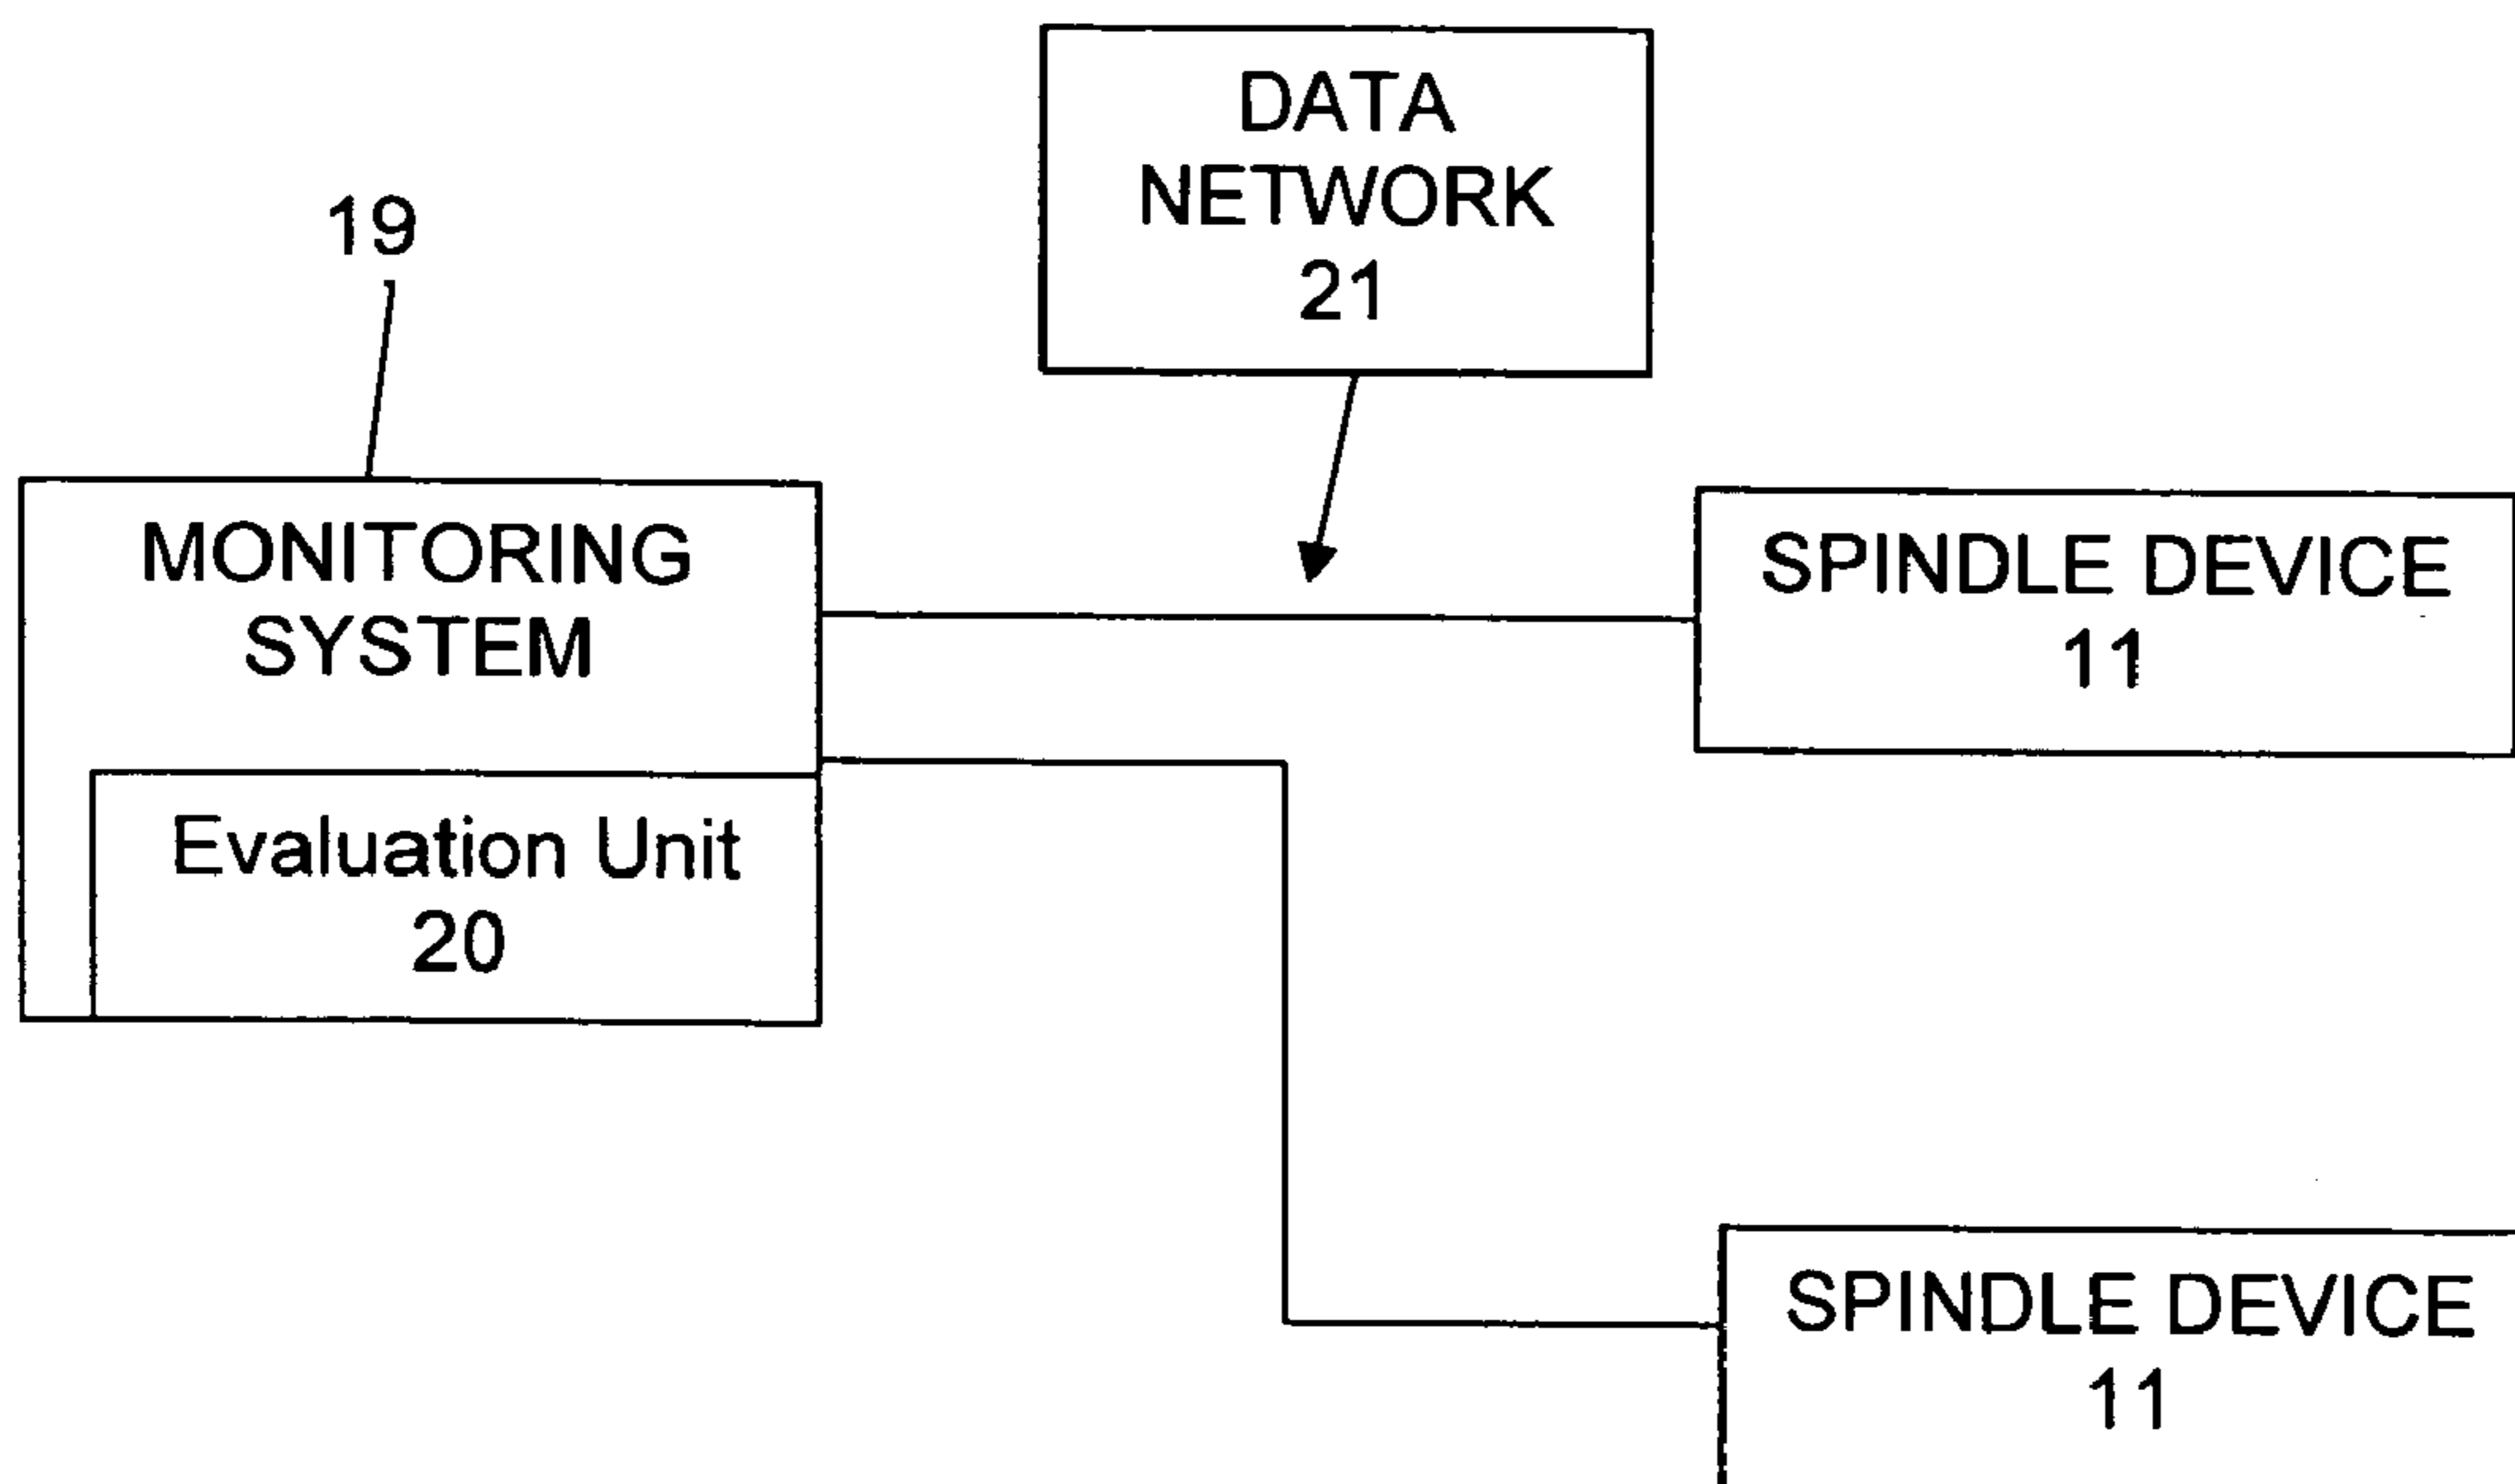 DATA
NETWORK
21
19
MONITORING
SYSTEM
SPINDLE DEVICE
11
Evaluation Unit
20
SPINDLE DEVICE
11